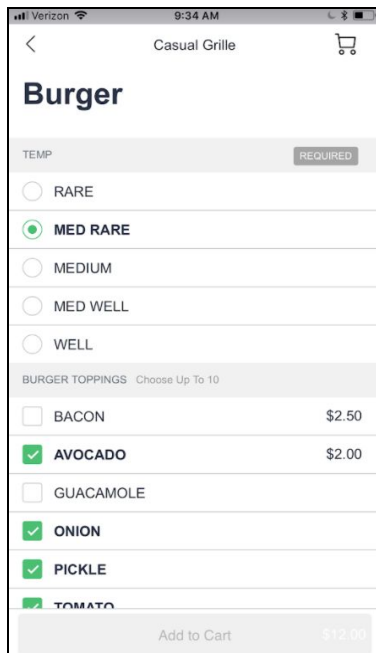 Verizon 9:34 AM
Casual Grille
Burger
TEMP REQUIRED
RARE
MED RARE
MEDIUM
MED WELL
WELL
BURGER TOPPINGS Choose Up To 10
BACON $2.50
AVOCADO $2.00
GUACAMOLE
ONION
PICKLE
TOMATO
Add to Cart $12.00